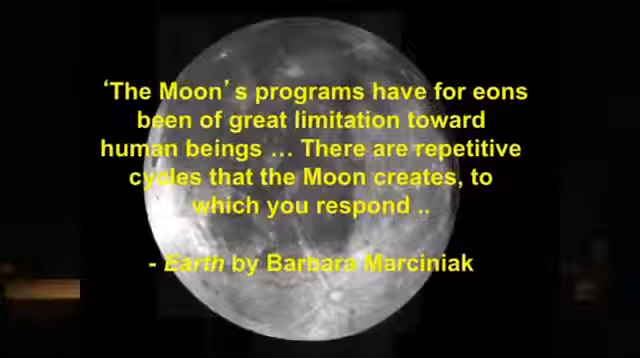 ‘The Moon’s programs have for eons
been of great limitation toward
human beings … There are repetitive
cycles that the Moon creates, to
which you respond ..
- Earth by Barbara Marciniak